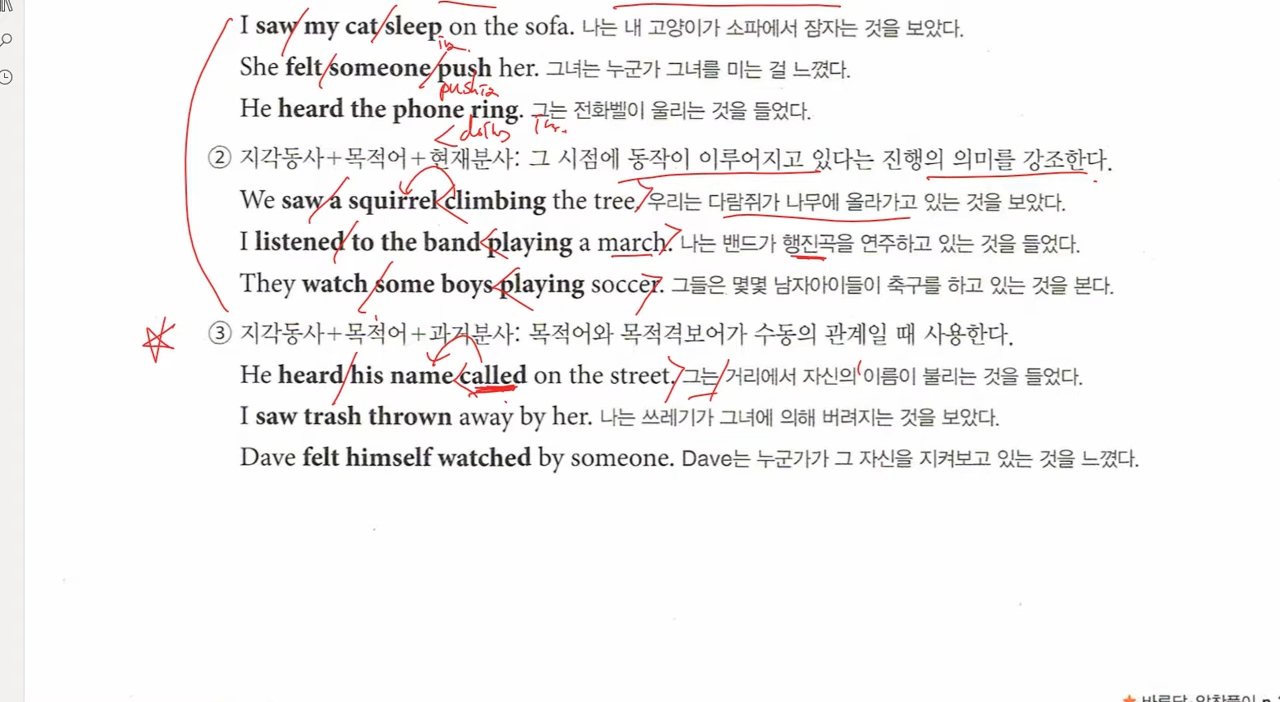 I saw my cat sleep on the sofa. 나는 내 고양이가 소파에서 잠자는 것을 보았다.
She felt someone push her. 그녀는 누군가 그녀를 미는 걸 느꼈다.
He heard the phone ring. 그는 전화벨이 울리는 것을 들었다.
② 지각동사+목적어+현재분사: 그 시점에 동작이 이루어지고 있다는 진행의 의미를 강조한다.
We saw a squirrel climbing the tree. 우리는 다람쥐가 나무에 올라가고 있는 것을 보았다.
I listened to the band playing a march. 나는 밴드가 행진곡을 연주하고 있는 것을 들었다.
They watch some boys playing soccer. 그들은 몇몇 남자아이들이 축구를 하고 있는 것을 본다.
③ 지각동사+목적어+과거분사: 목적어와 목적격보어가 수동의 관계일 때 사용한다.
He heard his name called on the street. 그는 거리에서 자신의 이름이 불리는 것을 들었다.
I saw trash thrown away by her. 나는 쓰레기가 그녀에 의해 버려지는 것을 보았다.
Dave felt himself watched by someone. Dave는 누군가가 그 자신을 지켜보고 있는 것을 느꼈다.